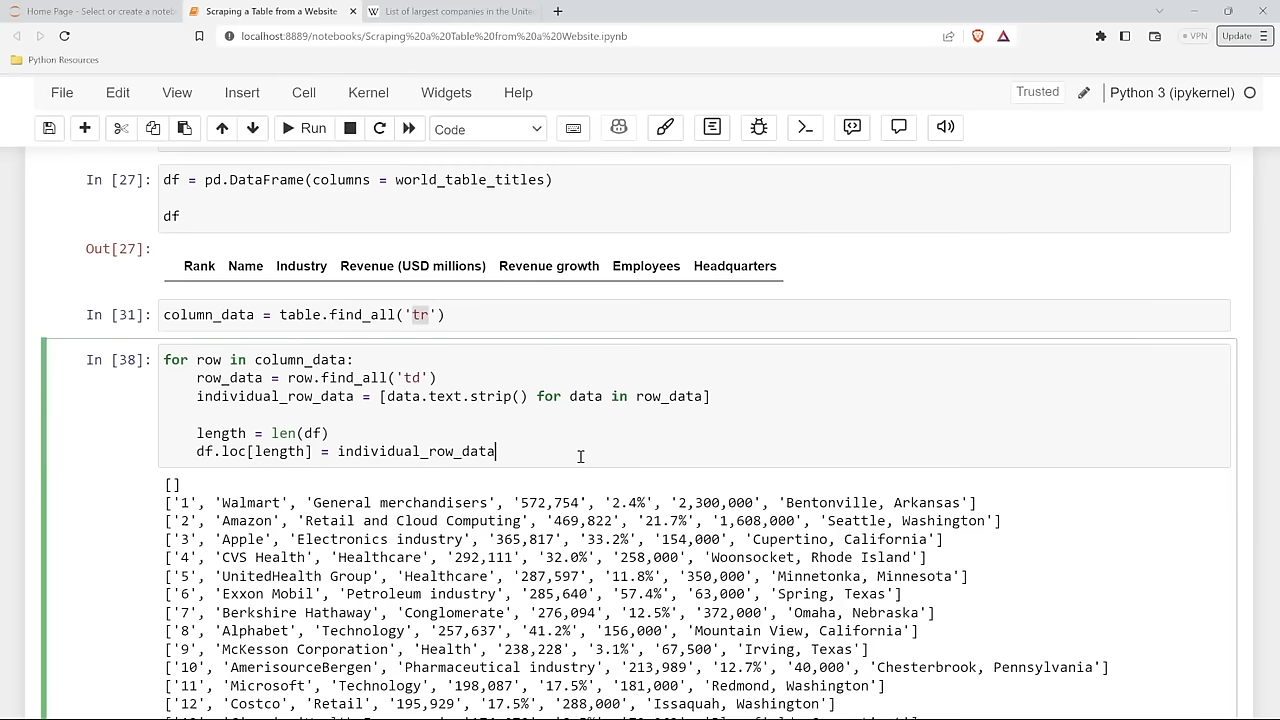 Home Page - Select or create a noteb
Scraping a Table from a Website
List of largest companies in the Unite
localhost:8889/notebooks/Scraping%20a%20Table%20from%20a%20Website.ipynb
VPN
Update
Python Resources
File Edit View Insert Cell Kernel Widgets Help
Trusted
Python 3 (ipykernel)
Run
Code
In [27]: df = pd.DataFrame(columns = world_table_titles)
df
Out[27]:
Rank Name Industry Revenue (USD millions) Revenue growth Employees Headquarters
In [31]: column_data = table.find_all('tr')
In [38]: for row in column_data:
row_data = row.find_all('td')
individual_row_data = [data.text.strip() for data in row_data]
length = len(df)
df.loc[length] = individual_row_data
[]
['1', 'Walmart', 'General merchandisers', '572,754', '2.4%', '2,300,000', 'Bentonville, Arkansas']
['2', 'Amazon', 'Retail and Cloud Computing', '469,822', '21.7%', '1,608,000', 'Seattle, Washington']
['3', 'Apple', 'Electronics industry', '365,817', '33.2%', '154,000', 'Cupertino, California']
['4', 'CVS Health', 'Healthcare', '292,111', '32.0%', '258,000', 'Woonsocket, Rhode Island']
['5', 'UnitedHealth Group', 'Healthcare', '287,597', '11.8%', '350,000', 'Minnetonka, Minnesota']
['6', 'Exxon Mobil', 'Petroleum industry', '285,640', '57.4%', '63,000', 'Spring, Texas']
['7', 'Berkshire Hathaway', 'Conglomerate', '276,094', '12.5%', '372,000', 'Omaha, Nebraska']
['8', 'Alphabet', 'Technology', '257,637', '41.2%', '156,000', 'Mountain View, California']
['9', 'McKesson Corporation', 'Health', '238,228', '3.1%', '67,500', 'Irving, Texas']
['10', 'AmerisourceBergen', 'Pharmaceutical industry', '213,989', '12.7%', '40,000', 'Chesterbrook, Pennsylvania']
['11', 'Microsoft', 'Technology', '198,087', '17.5%', '181,000', 'Redmond, Washington']
['12', 'Costco', 'Retail', '195,929', '17.5%', '288,000', 'Issaquah, Washington']